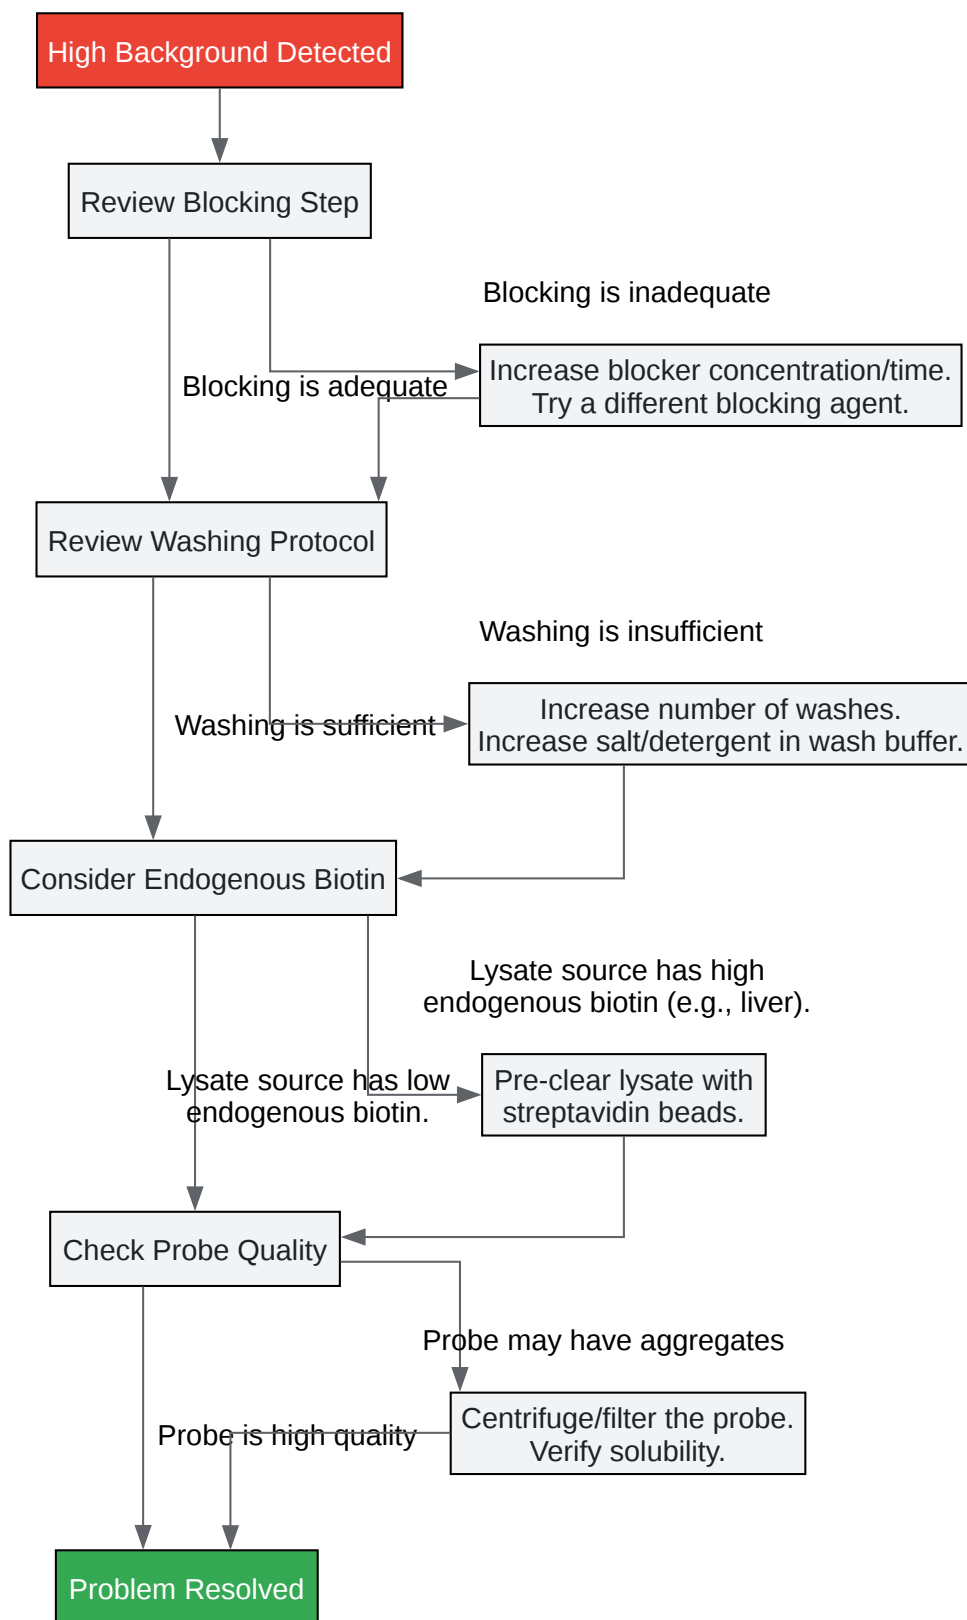 High Background Detected
Review Blocking Step
Blocking is inadequate
Blocking is adequate
Increase blocker concentration/time.
Try a different blocking agent.
Review Washing Protocol
Washing is insufficient
Washing is sufficient
Increase number of washes.
Increase salt/detergent in wash buffer.
Consider Endogenous Biotin
Lysate source has high
endogenous biotin (e.g., liver).
Lysate source has low
endogenous biotin.
Pre-clear lysate with
streptavidin beads.
Check Probe Quality
Probe may have aggregates
Probe is high quality
Centrifuge/filter the probe.
Verify solubility.
Problem Resolved